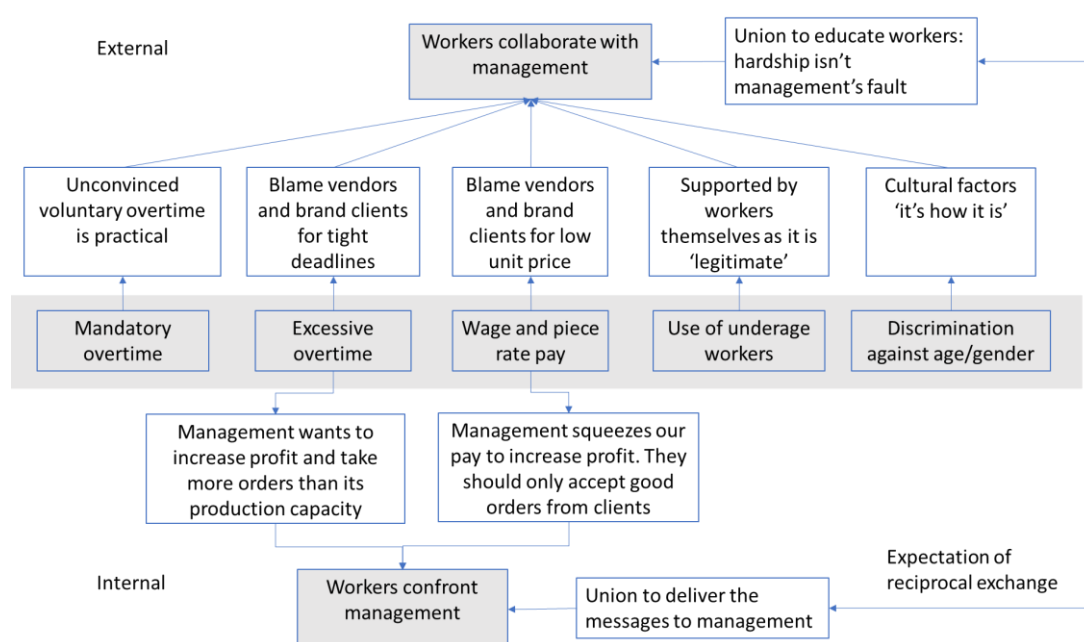 External
Workers collaborate with
management
Union to educate workers:
hardship isn’t
management’s fault
Unconvinced
voluntary overtime
is practical
Blame vendors
and brand clients
for tight
deadlines
Blame vendors
and brand
clients for low
unit price
Supported by
workers
themselves as it is
‘legitimate’
Cultural factors
‘it’s how it is’
Mandatory
overtime
Excessive
overtime
Wage and piece
rate pay
Use of underage
workers
Discrimination
against age/gender
Management wants to
increase profit and take
more orders than its
production capacity
Management squeezes our
pay to increase profit. They
should only accept good
orders from clients
Internal
Workers confront
management
Union to deliver the
messages to management
Expectation of
reciprocal exchange